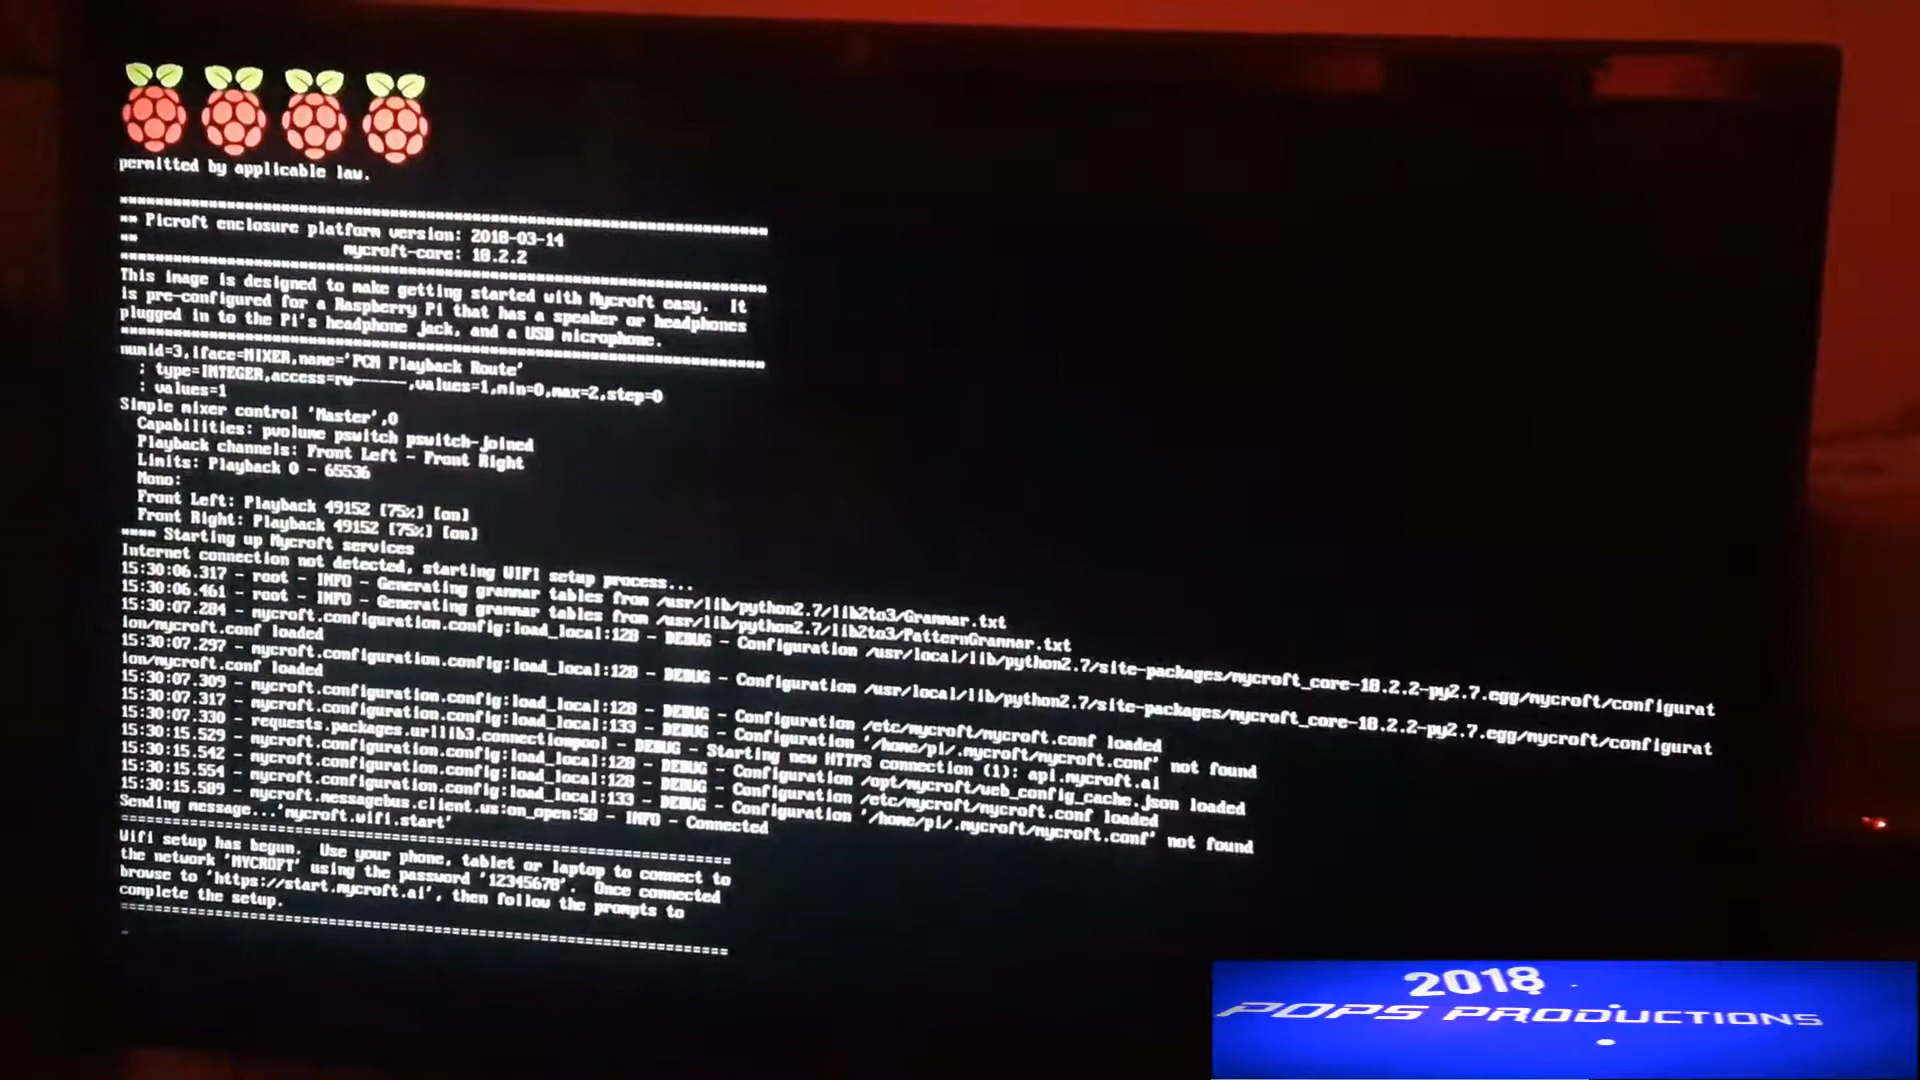 permitted by applicable law.
** Picroft enclosure platform version: 2018-03-14
** mycroft-core: 18.2.2
This image is designed to make getting started with Mycroft easy. It
is pre-configured for a Raspberry Pi that has a speaker or headphones
plugged in to the Pi's headphone jack, and a USB microphone.
numid=3,iface=MIXER,name='PCM Playback Route'
; type=INTEGER,access=rw------,values=1,min=0,max=2,step=0
: values=1
Simple mixer control 'Master',0
Capabilities: pvolume pswitch pswitch-joined
Playback channels: Front Left - Front Right
Limits: Playback 0 - 65536
Mono:
Front Left: Playback 49152 [75%] [on]
Front Right: Playback 49152 [75%] [on]
**** Starting up Mycroft services
Internet connection not detected, starting WIFI setup process...
15:30:06.317 - root - INFO - Generating grammar tables from /usr/lib/python2.7/lib2to3/Grammar.txt
15:30:06.461 - root - INFO - Generating grammar tables from /usr/lib/python2.7/lib2to3/PatternGrammar.txt
15:30:07.284 - mycroft.configuration.config:load_local:128 - DEBUG - Configuration /usr/local/lib/python2.7/site-packages/mycroft_core-18.2.2-py2.7.egg/mycroft/configurat
ion/mycroft.conf loaded
15:30:07.297 - mycroft.configuration.config:load_local:128 - DEBUG - Configuration /usr/local/lib/python2.7/site-packages/mycroft_core-18.2.2-py2.7.egg/mycroft/configurat
ion/mycroft.conf loaded
15:30:07.309 - mycroft.configuration.config:load_local:128 - DEBUG - Configuration /etc/mycroft/mycroft.conf loaded
15:30:07.317 - mycroft.configuration.config:load_local:133 - DEBUG - Configuration '/home/pi/.mycroft/mycroft.conf' not found
15:30:07.330 - requests.packages.urllib3.connectionpool - DEBUG - Starting new HTTPS connection (1): api.mycroft.ai
15:30:15.529 - mycroft.configuration.config:load_local:128 - DEBUG - Configuration /opt/mycroft/web_config_cache.json loaded
15:30:15.542 - mycroft.configuration.config:load_local:128 - DEBUG - Configuration /etc/mycroft/mycroft.conf loaded
15:30:15.554 - mycroft.configuration.config:load_local:133 - DEBUG - Configuration '/home/pi/.mycroft/mycroft.conf' not found
15:30:15.589 - mycroft.messagebus.client.ws:on_open:58 - INFO - Connected
Sending message...'mycroft.wifi.start'
Wifi setup has begun. Use your phone, tablet or laptop to connect to
the network 'MYCROFT' using the password '12345678'. Once connected
browse to 'https://start.mycroft.ai', then follow the prompts to
complete the setup.
2018
POPS PRODUCTIONS